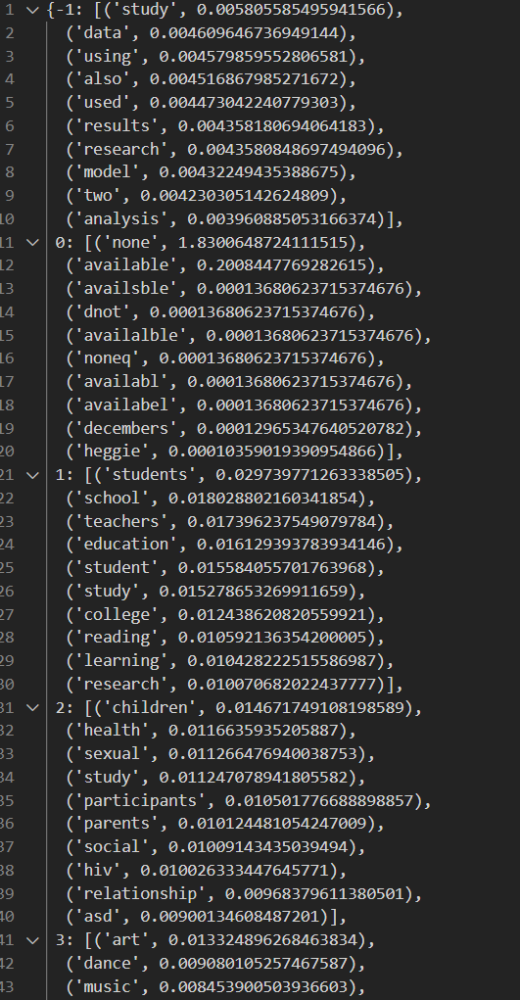 1 {-1: [('study', 0.005805585495941566),
2 ('data', 0.004609646736949144),
3 ('using', 0.004579859552806581),
4 ('also', 0.004516867985271672),
5 ('used', 0.004473042240779303),
6 ('results', 0.004358180694064183),
7 ('research', 0.0043580848697494096),
8 ('model', 0.00432249435388675),
9 ('two', 0.004230305142624809),
10 ('analysis', 0.003960885053166374)],
11 0: [('none', 1.8300648724111515),
12 ('available', 0.2008447769282615),
13 ('availsble', 0.00013680623715374676),
14 ('dnot', 0.00013680623715374676),
15 ('availalble', 0.00013680623715374676),
16 ('noneq', 0.00013680623715374676),
17 ('availabl', 0.00013680623715374676),
18 ('availabel', 0.00013680623715374676),
19 ('decembers', 0.00012965347640520782),
20 ('heggie', 0.00010359019390954866)],
21 1: [('students', 0.029739771263338505),
22 ('school', 0.018028802160341854),
23 ('teachers', 0.017396237549079784),
24 ('education', 0.016129393783934146),
25 ('student', 0.015584055701763968),
26 ('study', 0.015278653269911659),
27 ('college', 0.012438620820559921),
28 ('reading', 0.010592136354200005),
29 ('learning', 0.010428222515586987),
30 ('research', 0.010070682022437777)],
31 2: [('children', 0.014671749108198589),
32 ('health', 0.0116635935205887),
33 ('sexual', 0.011266476940038753),
34 ('study', 0.011247078941805582),
35 ('participants', 0.010501776688898857),
36 ('parents', 0.010124481054247009),
37 ('social', 0.01009143435039494),
38 ('hiv', 0.010026333447645771),
39 ('relationship', 0.00968379611380501),
40 ('asd', 0.00900134608487201)],
41 3: [('art', 0.013324896268463834),
42 ('dance', 0.009080105257467587),
43 ('music', 0.008453900503936603),